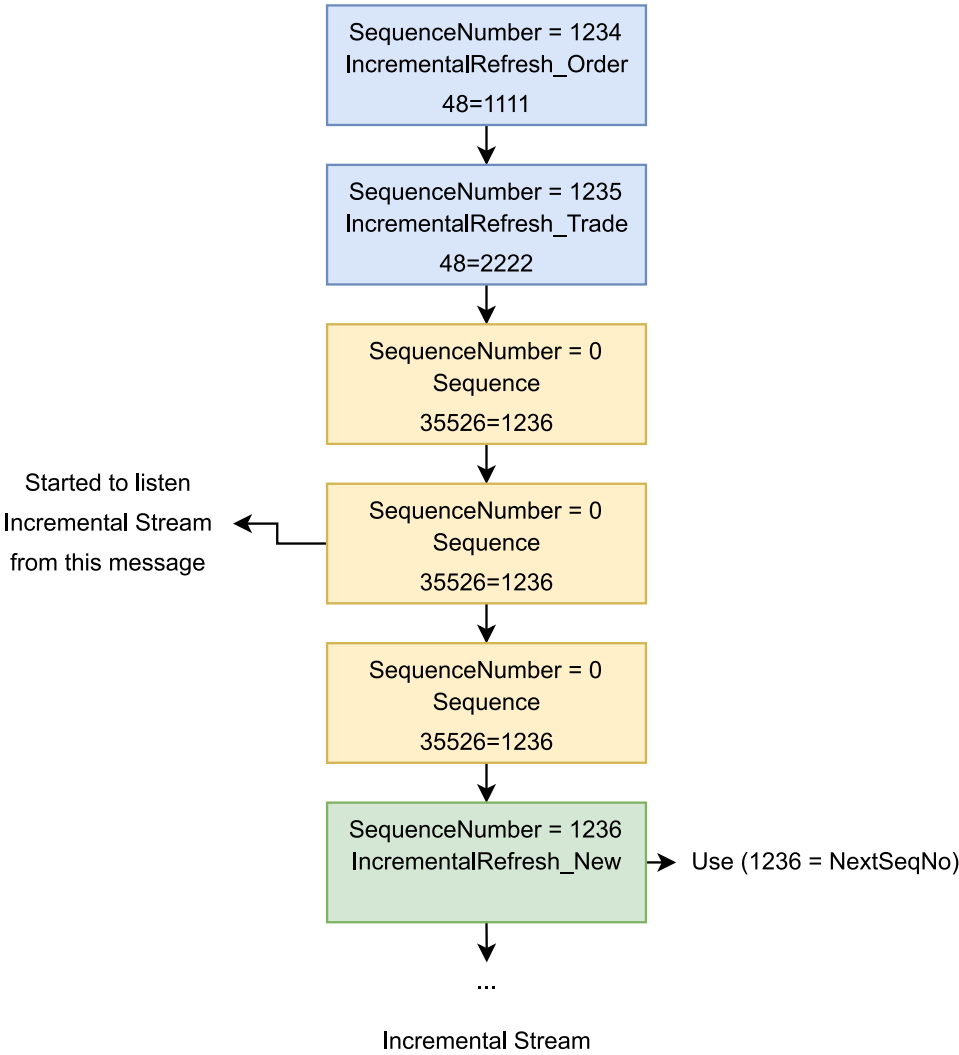 SequenceNumber = 1234
IncrementalRefresh_Order
48=1111
SequenceNumber = 1235
IncrementalRefresh_Trade
48=2222
SequenceNumber = 0
Sequence
35526=1236
Started to listen
Incremental Stream
from this message
SequenceNumber = 0
Sequence
35526=1236
SequenceNumber = 0
Sequence
35526=1236
SequenceNumber = 1236
IncrementalRefresh_New
Use (1236 = NextSeqNo)
...
Incremental Stream